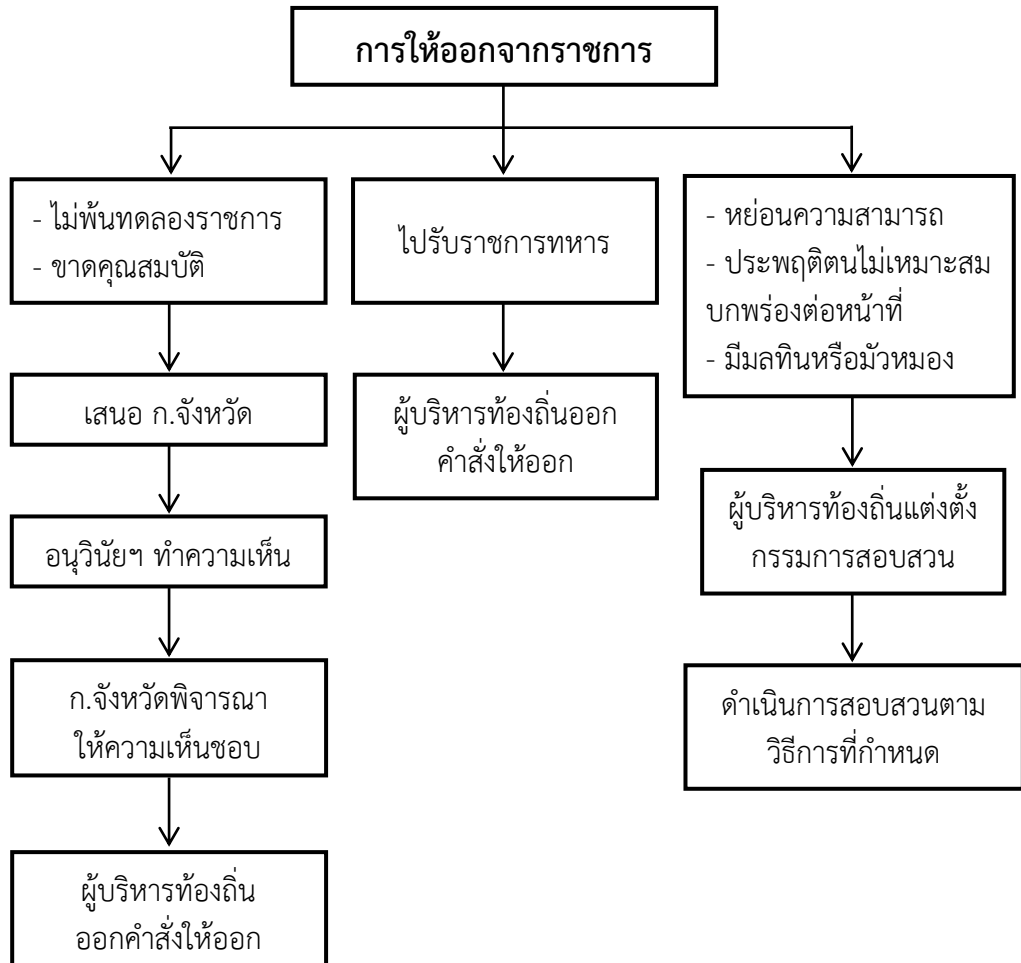 การให้ออกจากราชการ
- ไม่พ้นทดลองราชการ
- ขาดคุณสมบัติ
เสนอ ก.จังหวัด
อนุวินัยฯ ทำความเห็น
ก.จังหวัดพิจารณา
ให้ความเห็นชอบ
ผู้บริหารท้องถิ่น
ออกคำสั่งให้ออก
ไปรับราชการทหาร
ผู้บริหารท้องถิ่นออก
คำสั่งให้ออก
- หย่อนความสามารถ
- ประพฤติตนไม่เหมาะสม
บกพร่องต่อหน้าที่
- มีมลทินหรือมัวหมอง
ผู้บริหารท้องถิ่นแต่งตั้ง
กรรมการสอบสวน
ดำเนินการสอบสวนตาม
วิธีการที่กำหนด